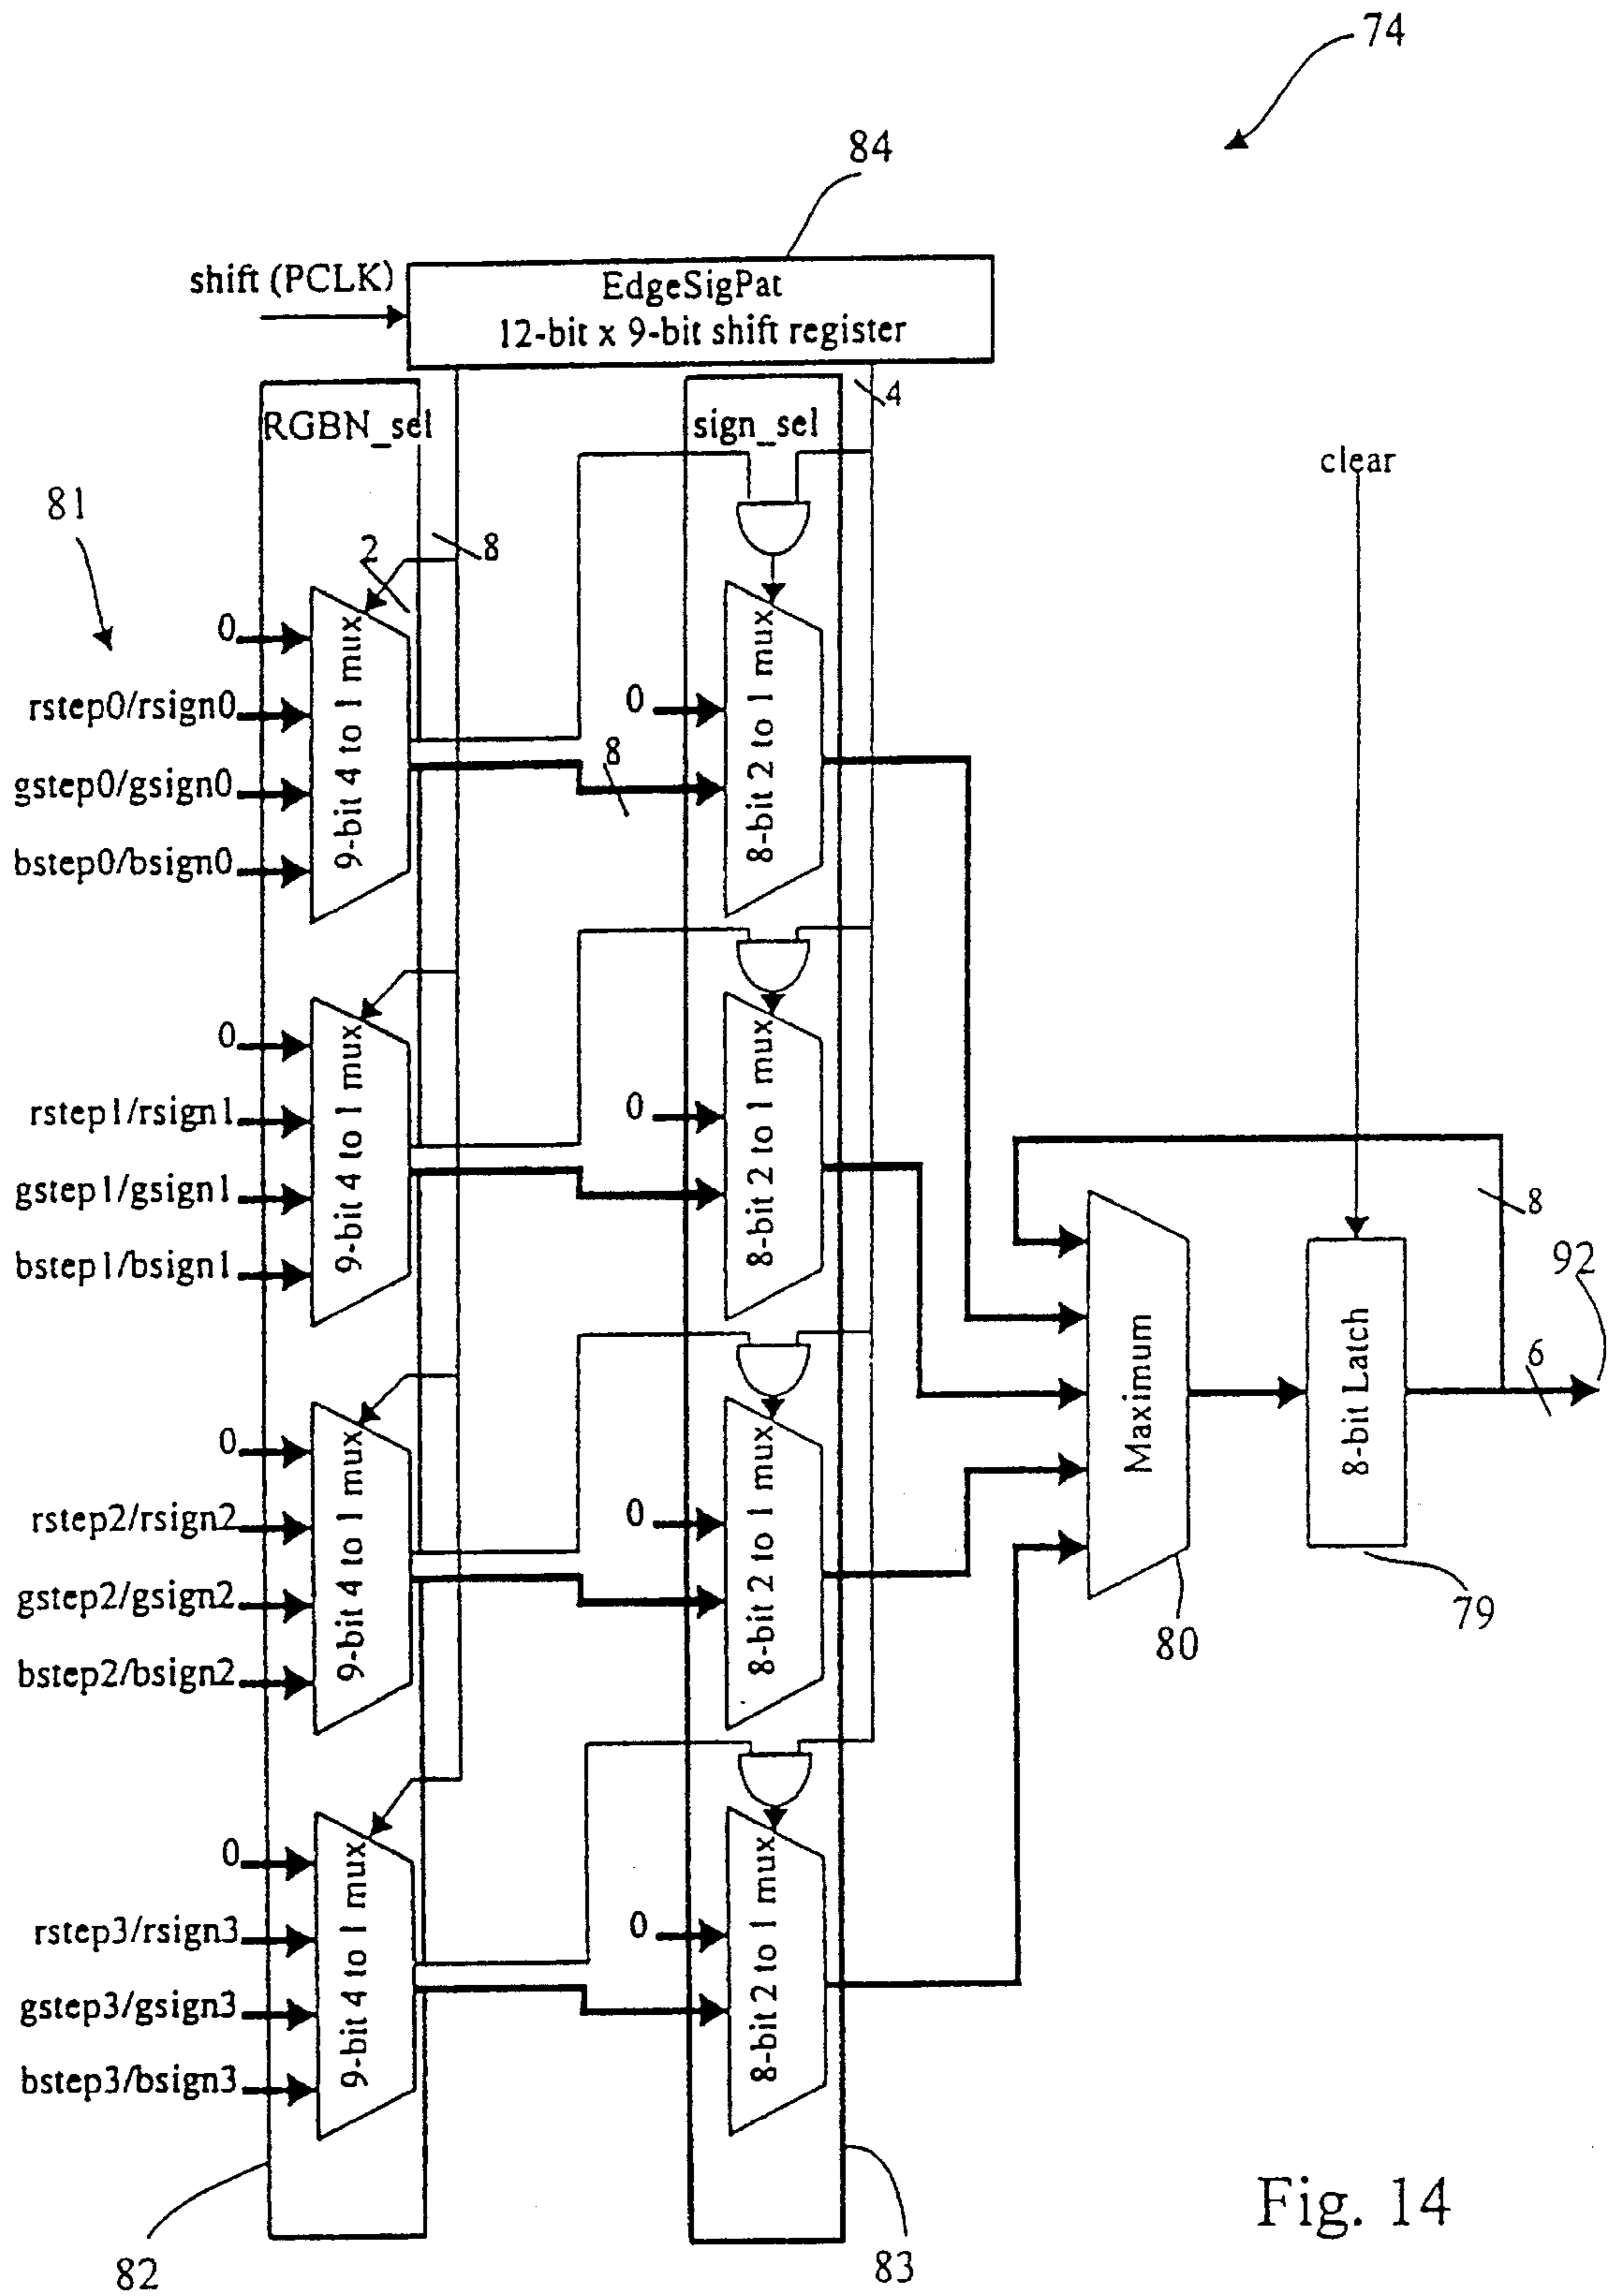 74
84
shift (PCLK)
EdgeSigPat
12-bit x 9-bit shift register
4
RGBN_sel
sign_sel
clear
81
2
8
0
rstep0/rsign0
gstep0/gsign0
bstep0/bsign0
9-bit 4 to 1 mux
8
0
8-bit 2 to 1 mux
0
rstep1/rsign1
gstep1/gsign1
bstep1/bsign1
9-bit 4 to 1 mux
0
8-bit 2 to 1 mux
0
rstep2/rsign2
gstep2/gsign2
bstep2/bsign2
9-bit 4 to 1 mux
0
8-bit 2 to 1 mux
0
rstep3/rsign3
gstep3/gsign3
bstep3/bsign3
9-bit 4 to 1 mux
0
8-bit 2 to 1 mux
Maximum
8-bit Latch
8
92
6
80
79
82
83
Fig. 14